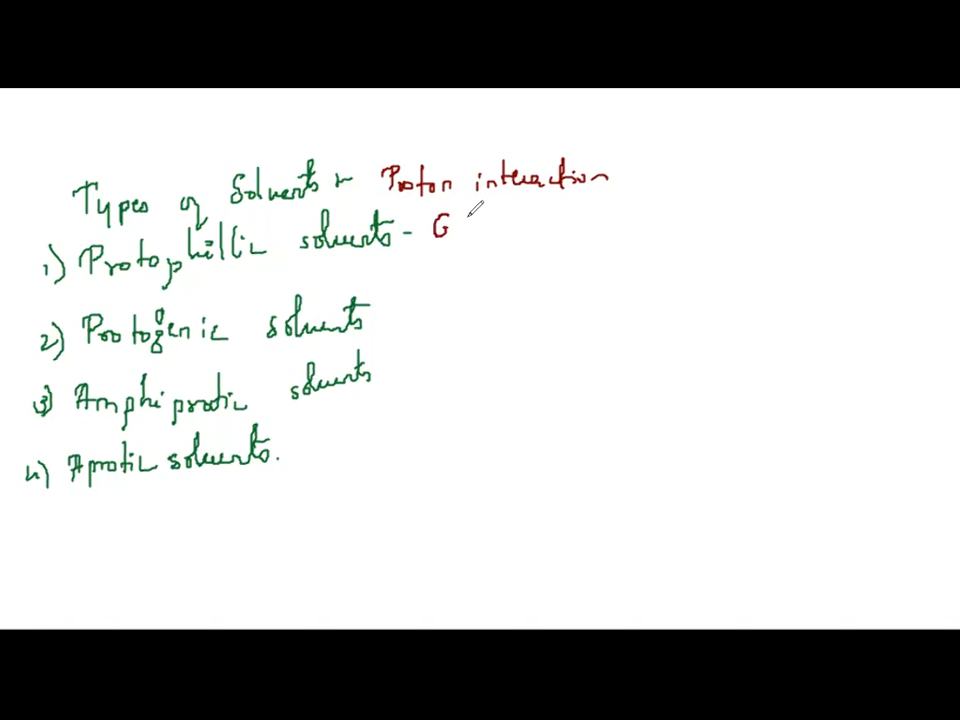 Types of Solvents - Proton interaction
1) Protophillic solvents - G
2) Protogenic solvents
3) Amphiprotic solvents
4) Aprotic solvents.